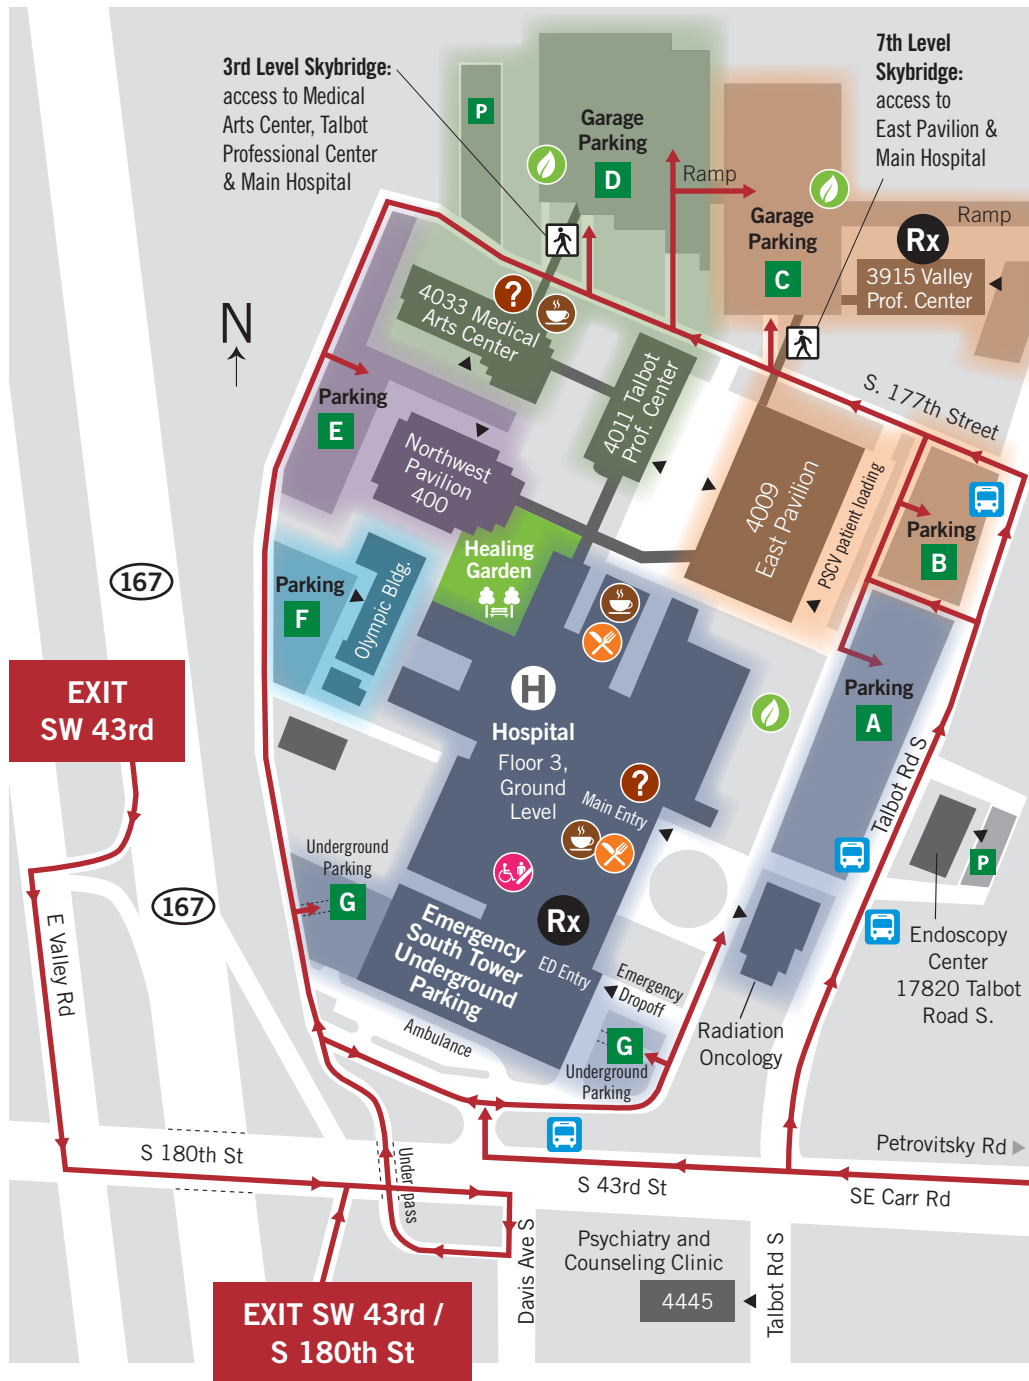 3rd Level Skybridge:
access to Medical
Arts Center, Talbot
Professional Center
& Main Hospital
7th Level
Skybridge:
access to
East Pavilion &
Main Hospital
P
Garage
Parking
D
Ramp
Garage
Parking
C
Ramp
Rx
3915 Valley
Prof. Center
N
4033 Medical
Arts Center
?
4011 Talbot
Prof. Center
S. 177th Street
Parking
E
Northwest
Pavilion
400
4009
East Pavilion
PSCV patient loading
Parking
B
Healing
Garden
Parking
F
Olympic Bldg.
167
EXIT
SW 43rd
H
Hospital
Floor 3,
Ground
Level
Parking
A
?
Main Entry
Talbot Rd S
Underground
Parking
G
167
E Valley Rd
P
Rx
Emergency
South Tower
Underground
Parking
ED Entry
Emergency
Dropoff
Endoscopy
Center
17820 Talbot
Road S.
Ambulance
G
Underground
Parking
Radiation
Oncology
S 180th St
Underpass
Petrovitsky Rd
S 43rd St
SE Carr Rd
Davis Ave S
Psychiatry and
Counseling Clinic
4445
Talbot Rd S
EXIT SW 43rd /
S 180th St